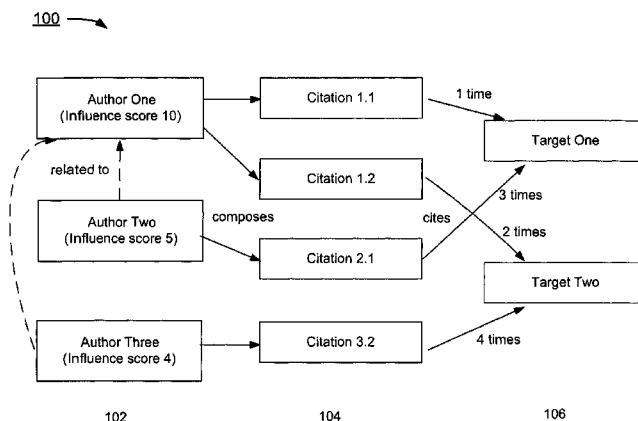 100
Author One
(Influence score 10)
Citation 1.1
1 time
Target One
related to
Citation 1.2
3 times
Author Two
(Influence score 5)
composes
cites
2 times
Citation 2.1
Target Two
Author Three
(Influence score 4)
Citation 3.2
4 times
102
104
106